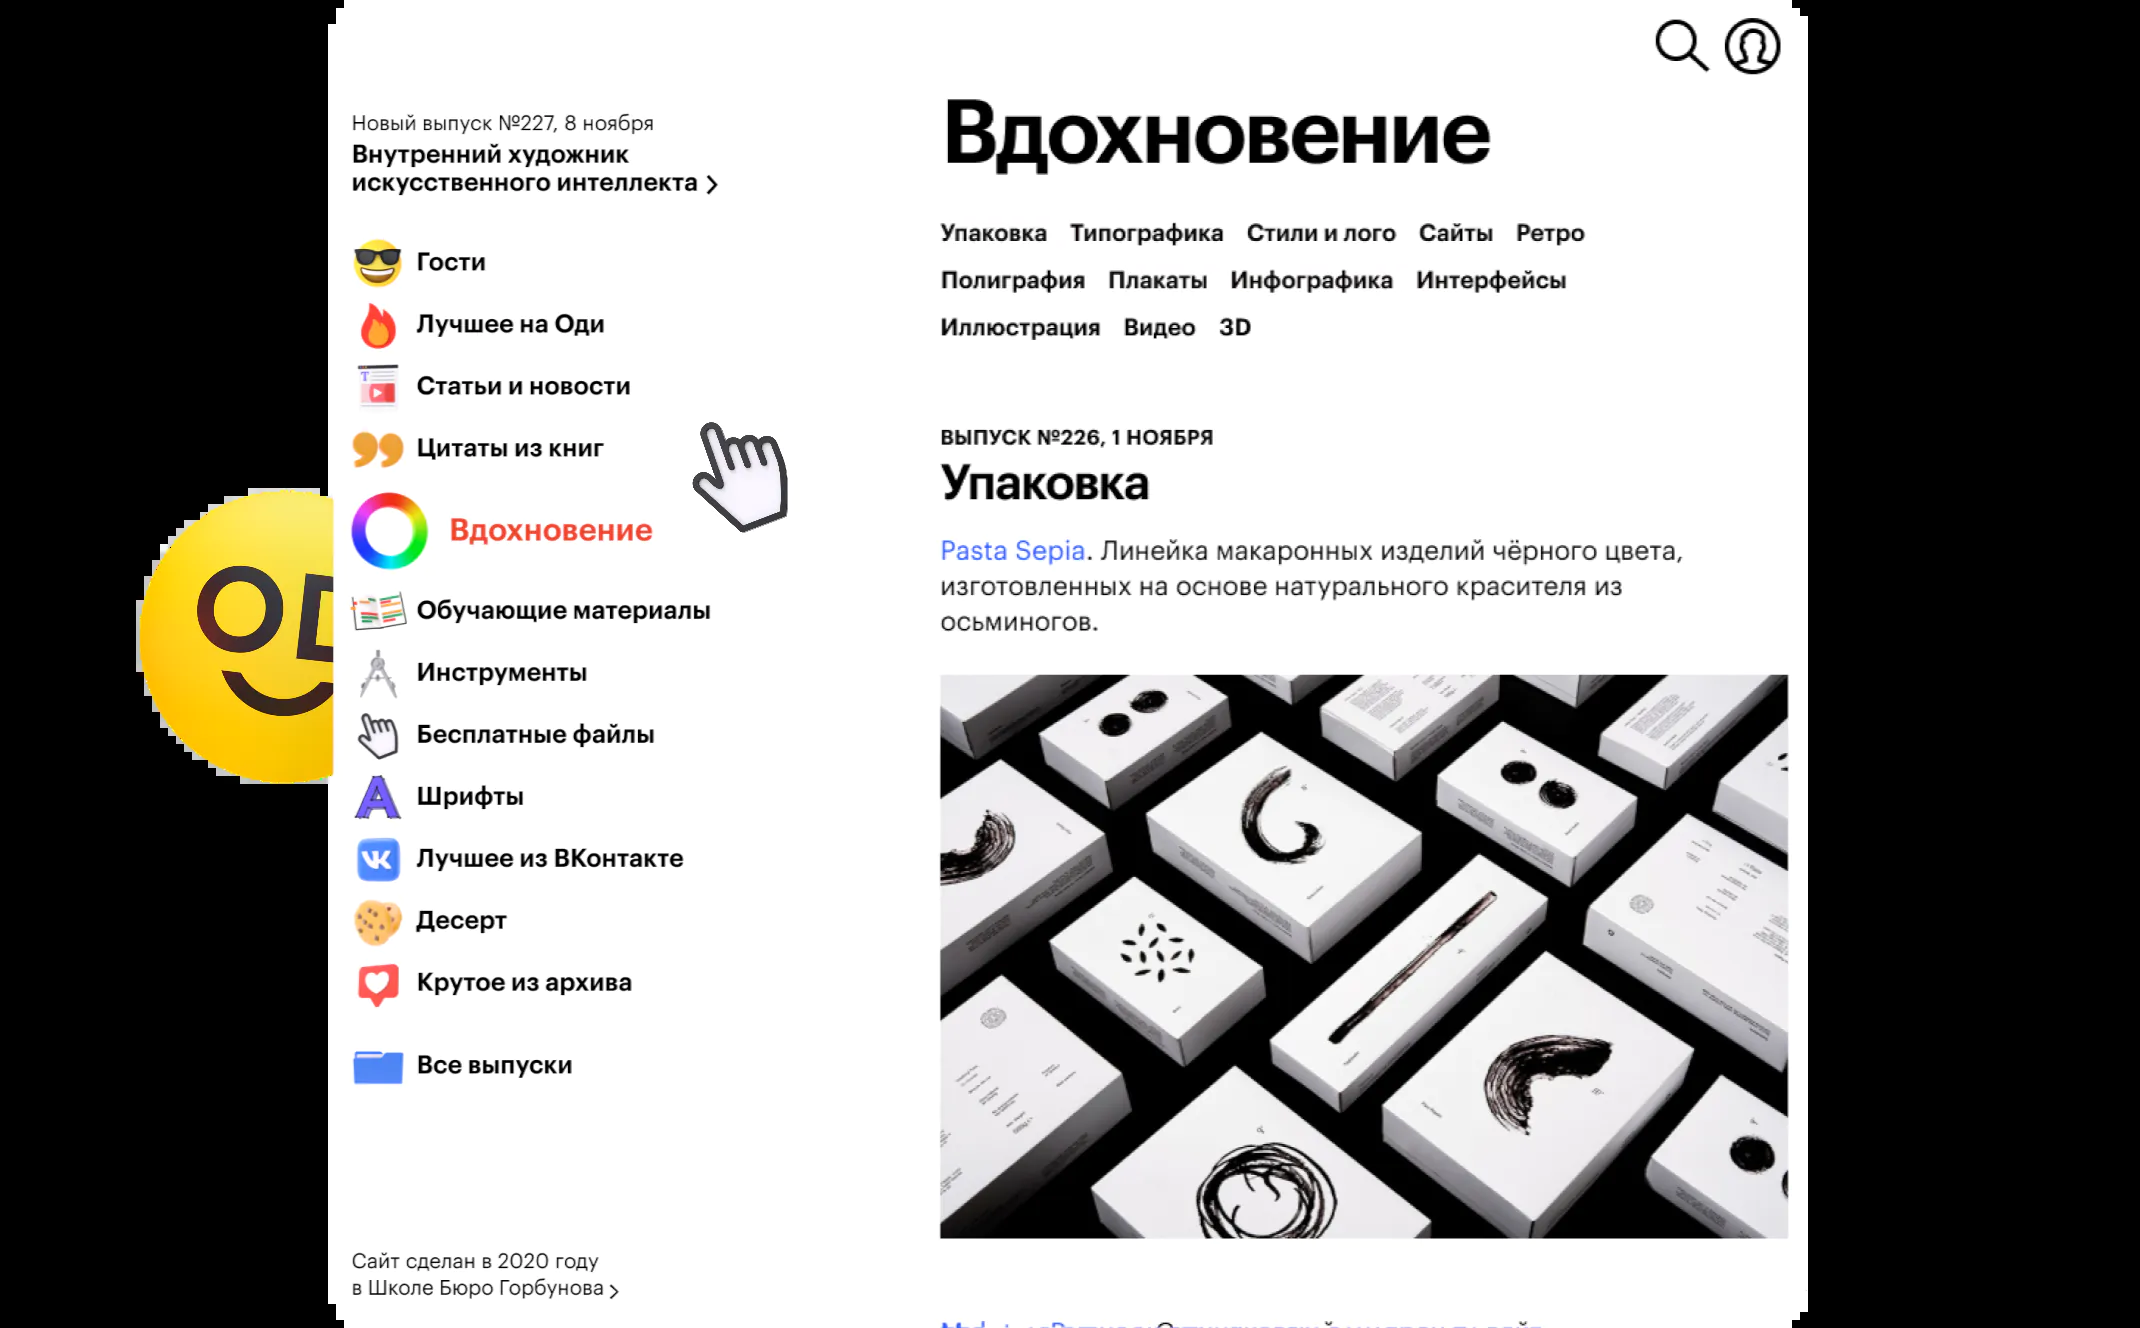 Новый выпуск №227, 8 ноября
Внутренний художник
искусственного интеллекта
Гости
Лучшее на Оди
Статьи и новости
Цитаты из книг
Вдохновение
Обучающие материалы
Инструменты
Бесплатные файлы
Шрифты
Лучшее из ВКонтакте
Десерт
Крутое из архива
Все выпуски
Сайт сделан в 2020 году
в Школе Бюро Горбунова
Вдохновение
Упаковка Типографика Стили и лого Сайты Ретро
Полиграфия Плакаты Инфографика Интерфейсы
Иллюстрация Видео 3D
ВЫПУСК №226, 1 НОЯБРЯ
Упаковка
Pasta Sepia. Линейка макаронных изделий чёрного цвета,
изготовленных на основе натурального красителя из
осьминогов.